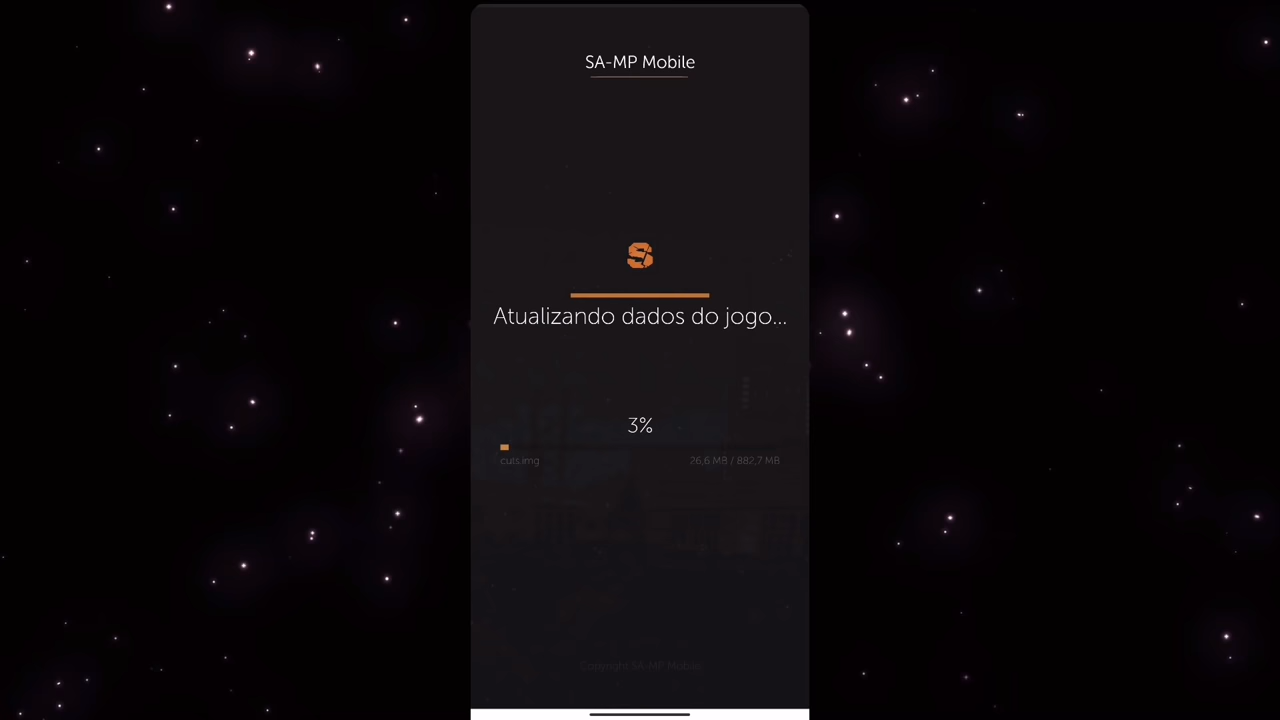 SA-MP Mobile
S
Atualizando dados do jogo...
3%
cuts.img
26,6 MB / 882,7 MB
Copyright SA-MP Mobile